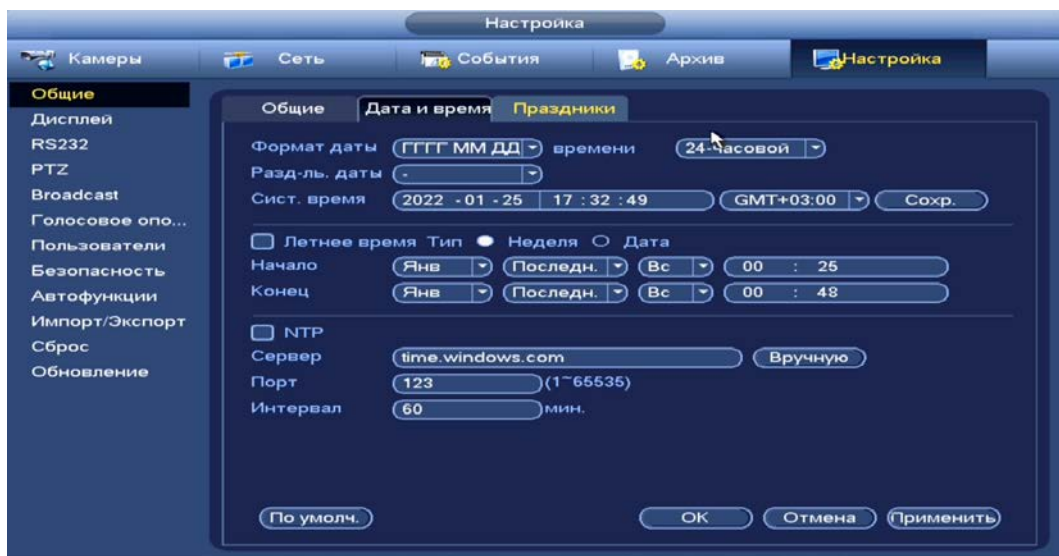 Настройка
Камеры Сеть События Архив Настройка
Общие
Дисплей
RS232
PTZ
Broadcast
Голосовое опо...
Пользователи
Безопасность
Автофункции
Импорт/Экспорт
Сброс
Обновление
Общие Дата и время Праздники
Формат даты ГГГГ ММ ДД времени 24-часовой
Разд-ль. даты -
Сист. время 2022 - 01 - 25 17 : 32 : 49 GMT+03:00 Сохр.
Летнее время Тип Неделя Дата
Начало Янв Последн. Вс 00 : 25
Конец Янв Последн. Вс 00 : 48
NTP
Сервер time.windows.com Вручную
Порт 123 (1~65535)
Интервал 60 мин.
По умолч. OK Отмена Применить